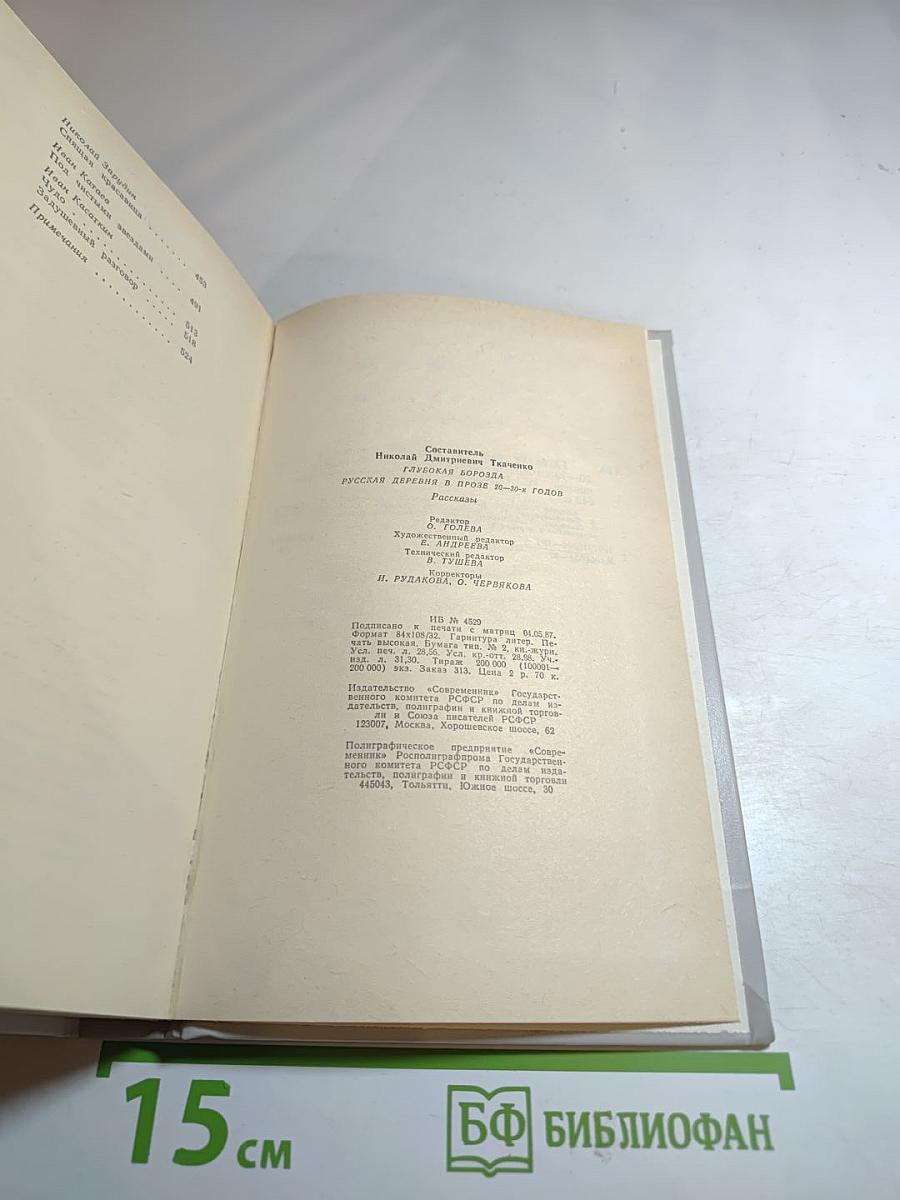 Николай Зарудин
Спящая красавица . . . . . . 453
Иван Катаев
Под чистыми звездами . . . . 491
Иван Касаткин
Чудо . . . . . . . . . . 513
Задушевный разговор . . . . . 518
Примечания . . . . . . . . 524
Составитель
Николай Дмитриевич Ткаченко
ГЛУБОКАЯ БОРОЗДА
РУССКАЯ ДЕРЕВНЯ В ПРОЗЕ 20—30-х ГОДОВ
Рассказы
Редактор
О. ГОЛЕВА
Художественный редактор
Е. АНДРЕЕВА
Технический редактор
В. ТУШЕВА
Корректоры
И. РУДАКОВА, О. ЧЕРВЯКОВА
ИБ № 4529
Подписано к печати с матриц 04.05.87.
Формат 84х108/32. Гарнитура литер. Пе-
чать высокая. Бумага тип. № 2, кн.-журн.
Усл. печ. л. 28,56. Усл. кр.-отт. 28,98. Уч.-
изд. л. 31,30. Тираж 200 000 (100001—
200 000) экз. Заказ 313. Цена 2 р. 70 к.
Издательство «Современник» Государст-
венного комитета РСФСР по делам из-
дательств, полиграфии и книжной торгов-
ли и Союза писателей РСФСР
123007, Москва, Хорошевское шоссе, 62
Полиграфическое предприятие «Совре-
менник» Росполиграфпрома Государствен-
ного комитета РСФСР по делам изда-
тельств, полиграфии и книжной торговли
445043, Тольятти, Южное шоссе, 30
15 см
БФ БИБЛИОФАН